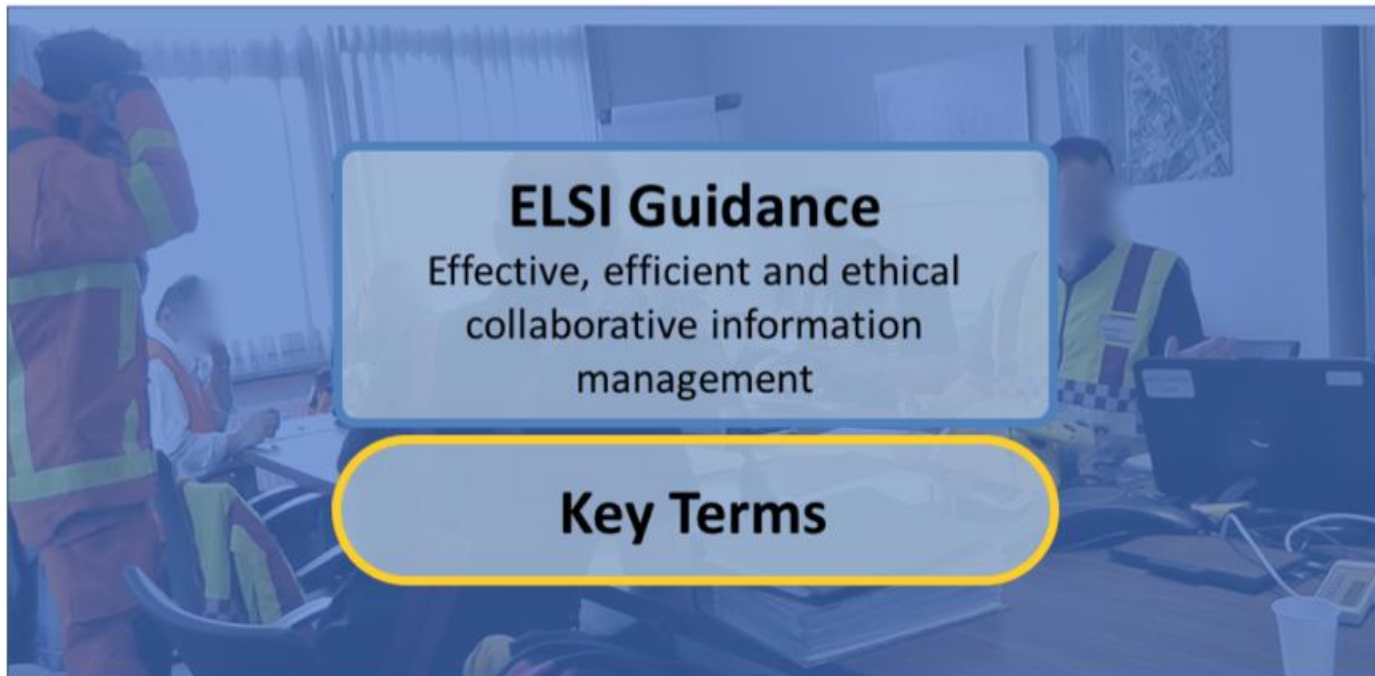 ELSI Guidance
Effective, efficient and ethical
collaborative information
management
Key Terms